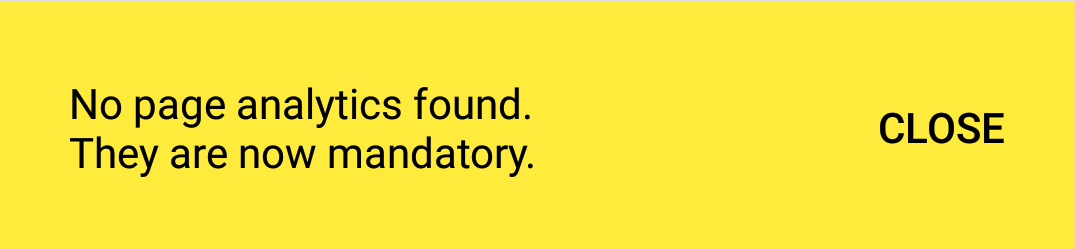 No page analytics found.
They are now mandatory.
CLOSE